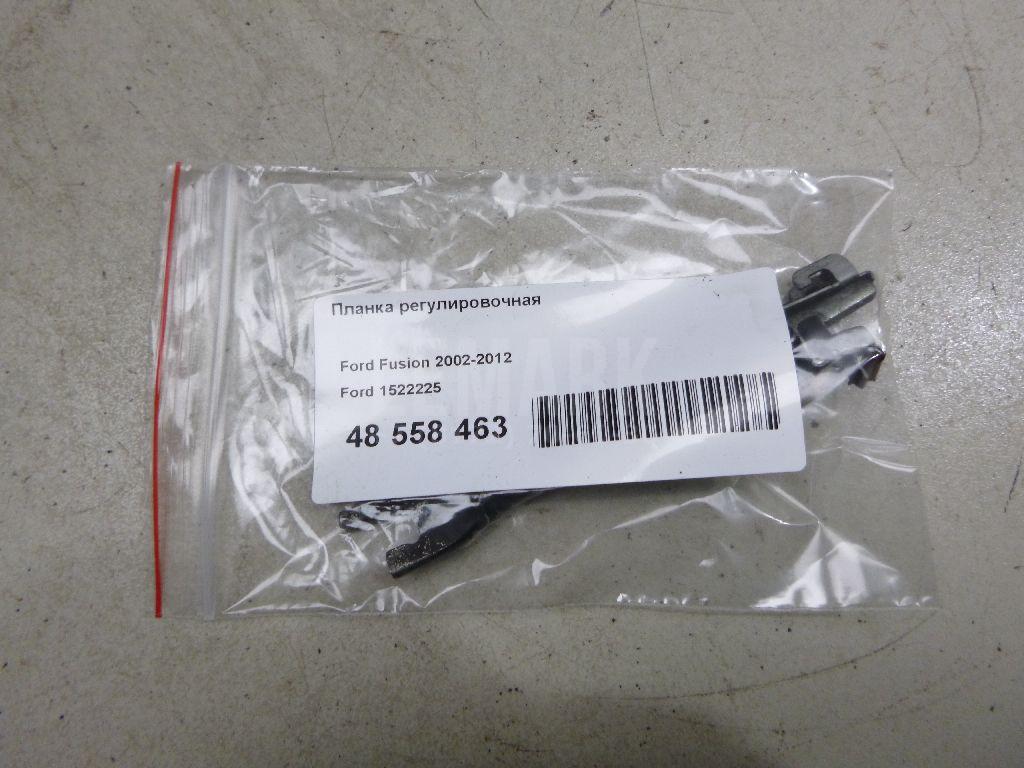 Планка регулировочная
Ford Fusion 2002-2012
Ford 1522225
48 558 463